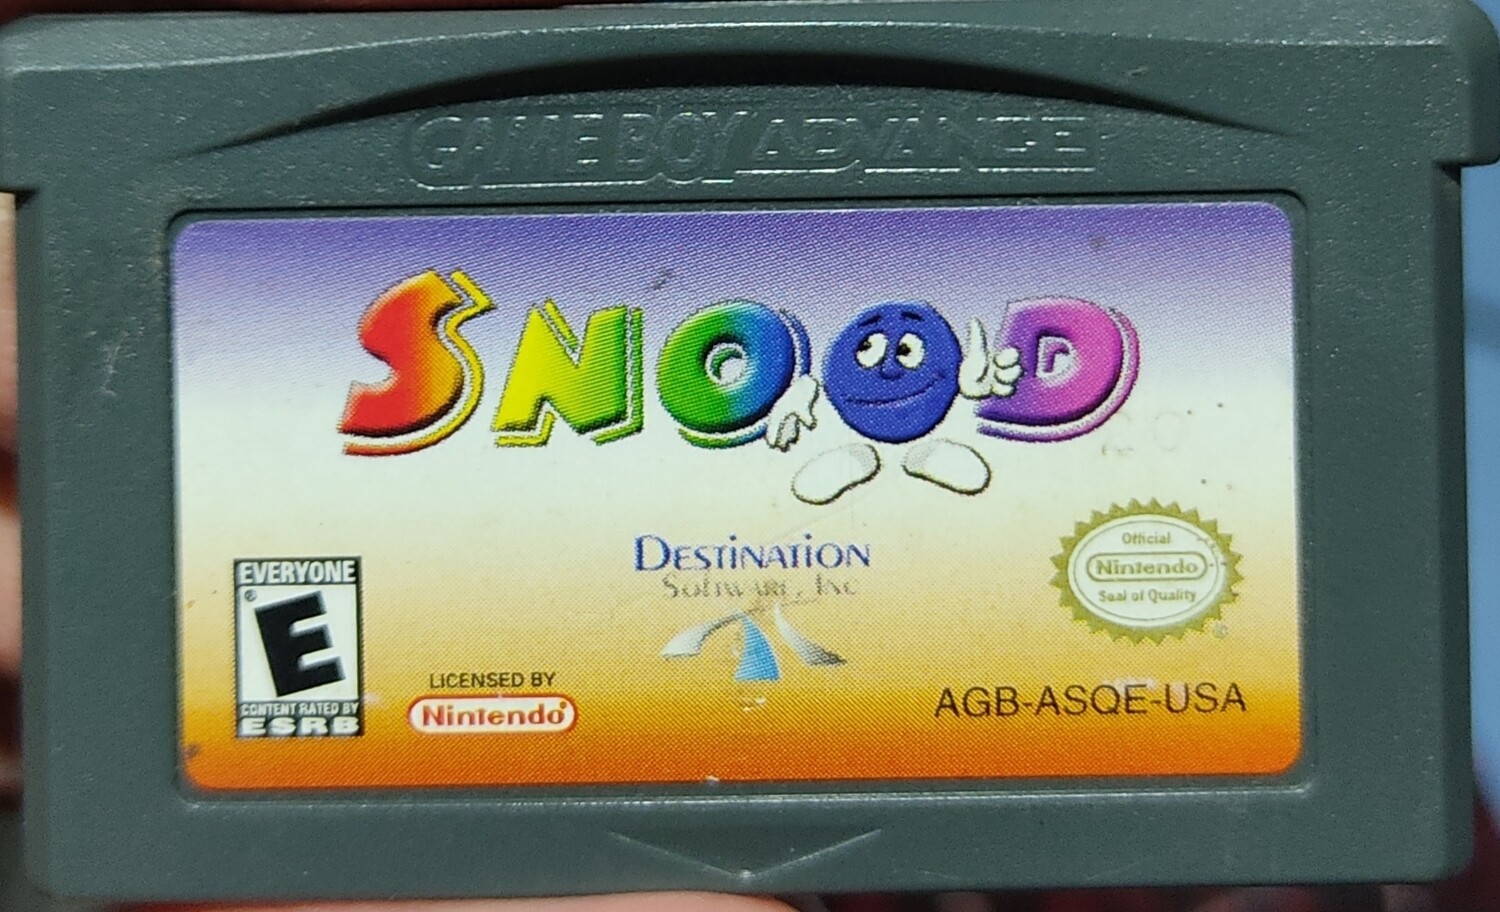 GAME BOY ADVANCE
SNOOD
DESTINATION
Software, Inc
Official
Nintendo
Seal of Quality
®
EVERYONE
E
®
CONTENT RATED BY
ESRB
LICENSED BY
Nintendo®
AGB-ASQE-USA